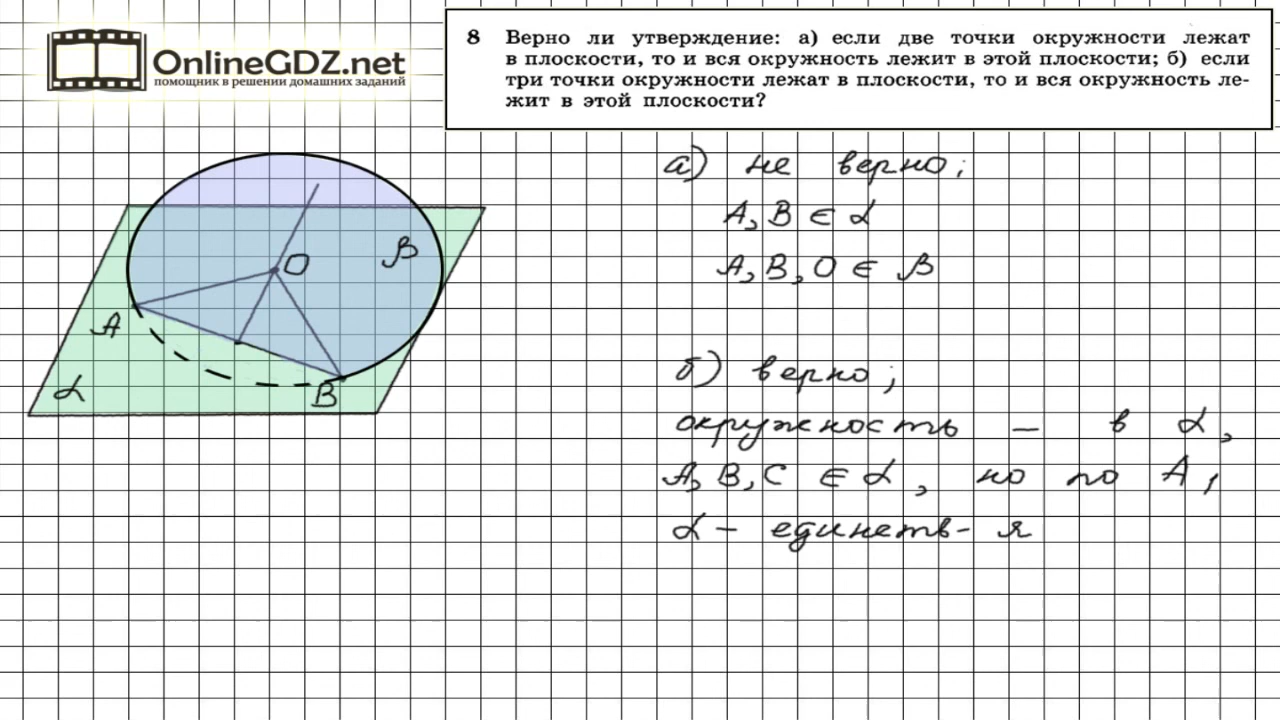 OnlineGDZ.net
помощник в решении домашних заданий
8 Верно ли утверждение: а) если две точки окружности лежат
в плоскости, то и вся окружность лежит в этой плоскости; б) если
три точки окружности лежат в плоскости, то и вся окружность ле-
жит в этой плоскости?
а) не верно;
A, B ∈ α
A, B, O ∈ β
б) верно;
окружность — в α,
A, B, C ∈ α, но по A1
α - единств-я
O
β
A
α
B